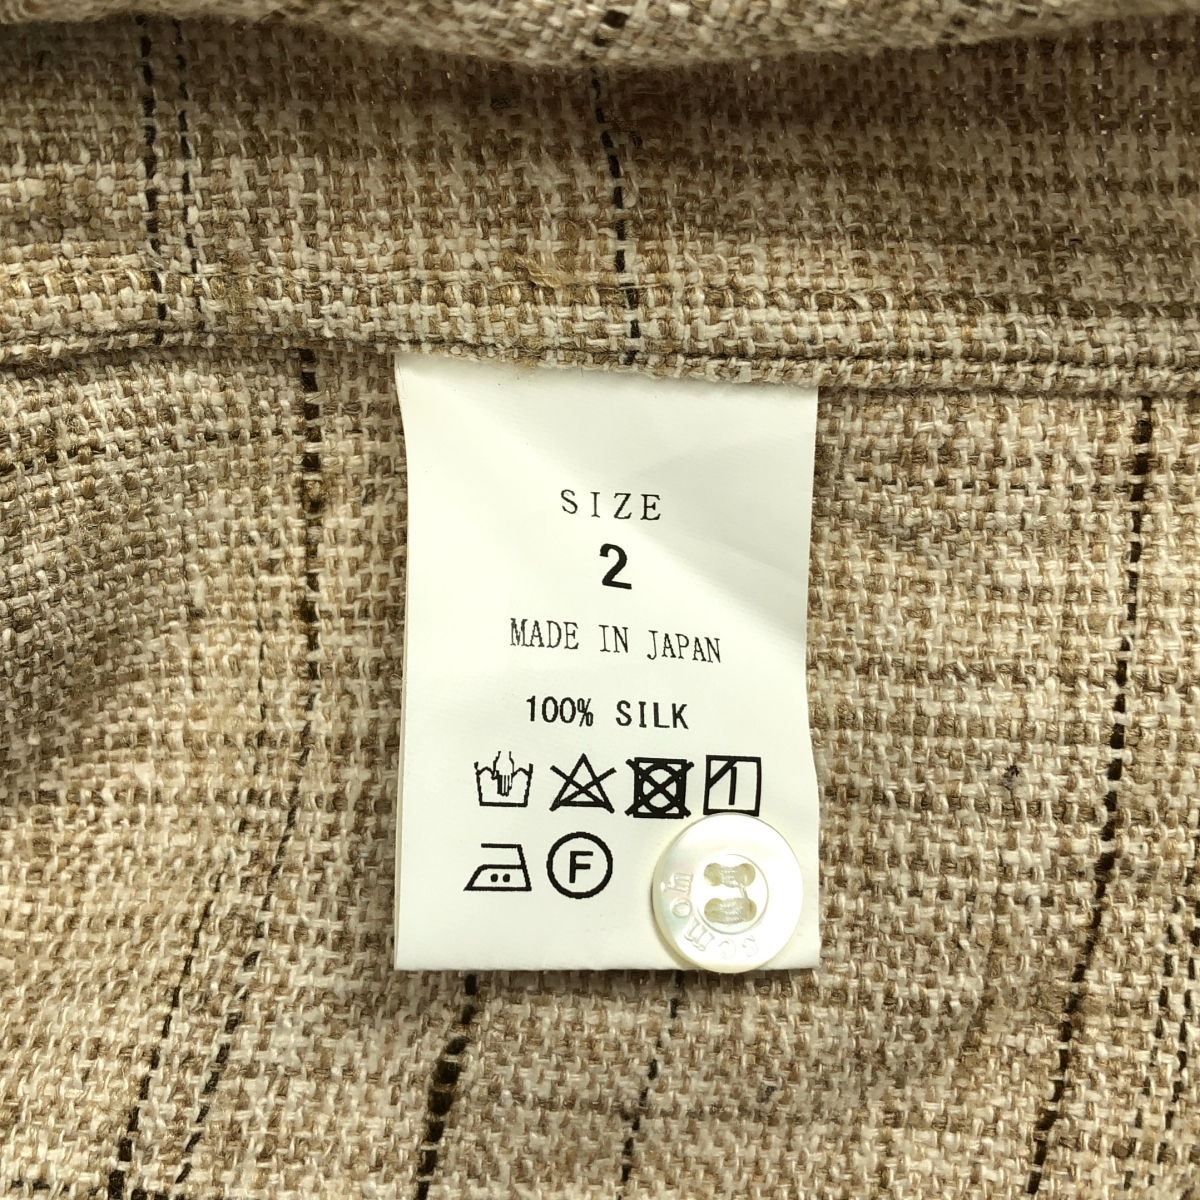 SIZE
2
MADE IN JAPAN
100% SILK
F